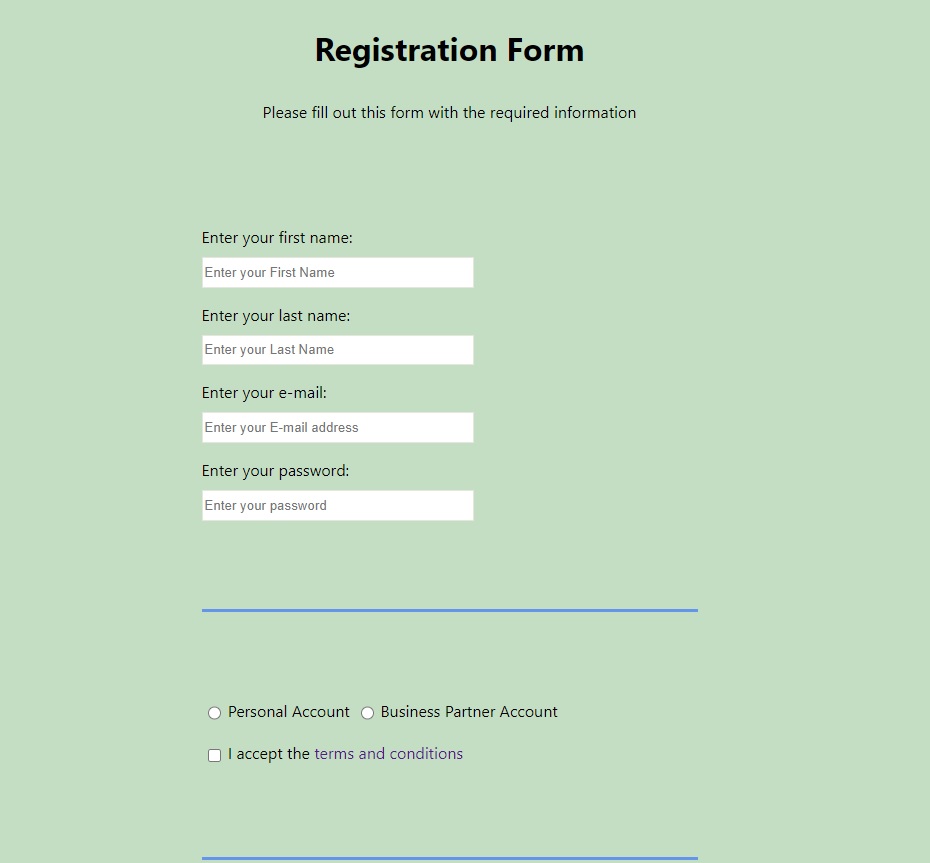 Registration Form
Please fill out this form with the required information
Enter your first name:
Enter your First Name
Enter your last name:
Enter your Last Name
Enter your e-mail:
Enter your E-mail address
Enter your password:
Enter your password
Personal Account Business Partner Account
I accept the terms and conditions